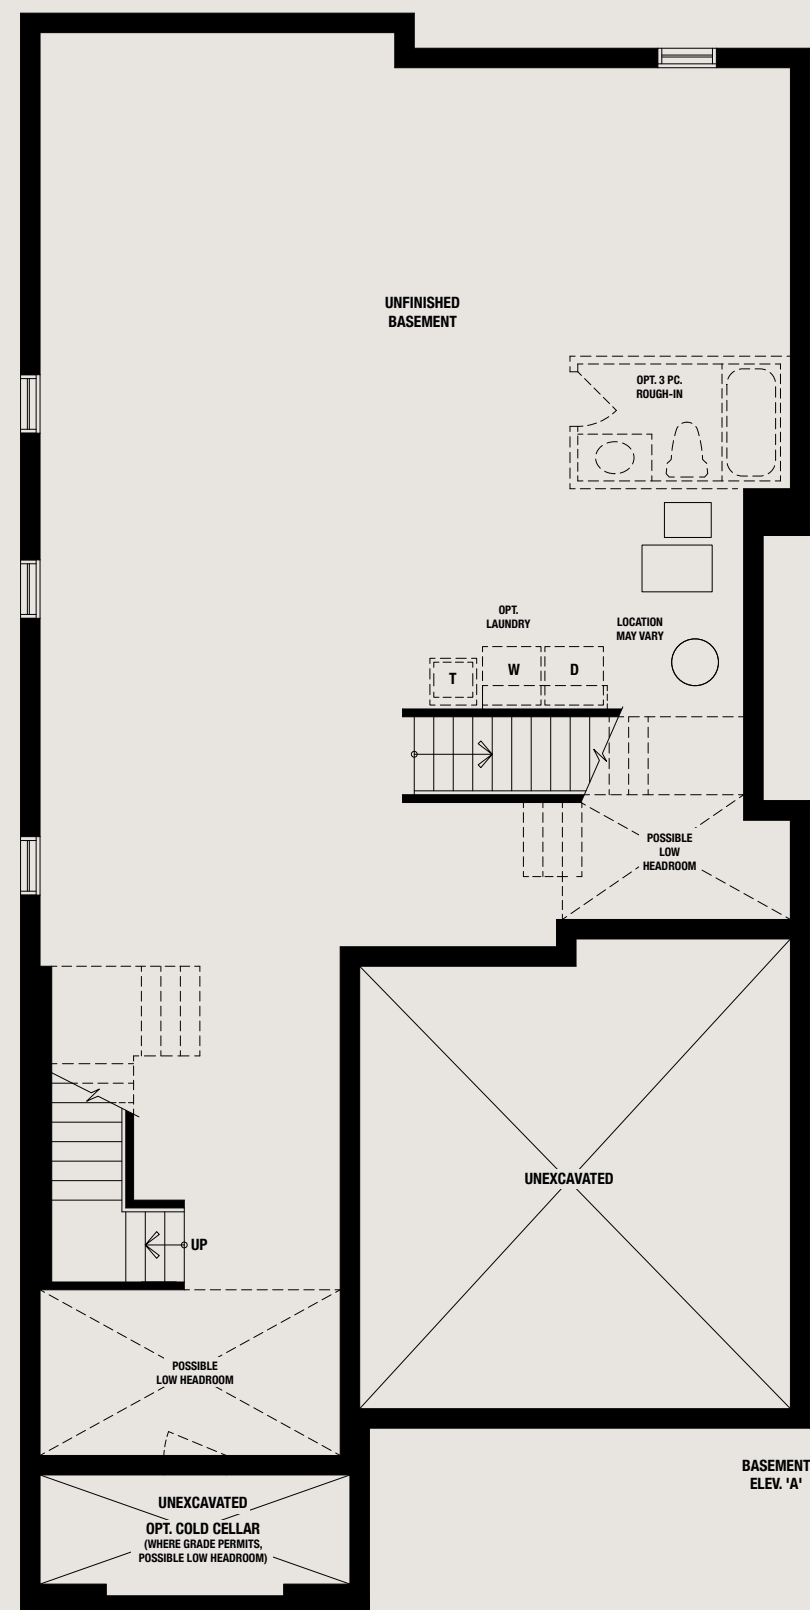 UNFINISHED
BASEMENT
OPT. 3 PC.
ROUGH-IN
OPT.
LAUNDRY
LOCATION
MAY VARY
T
W
D
POSSIBLE
LOW
HEADROOM
UNEXCAVATED
UP
POSSIBLE
LOW HEADROOM
BASEMENT
ELEV. 'A'
UNEXCAVATED
OPT. COLD CELLAR
(WHERE GRADE PERMITS,
POSSIBLE LOW HEADROOM)